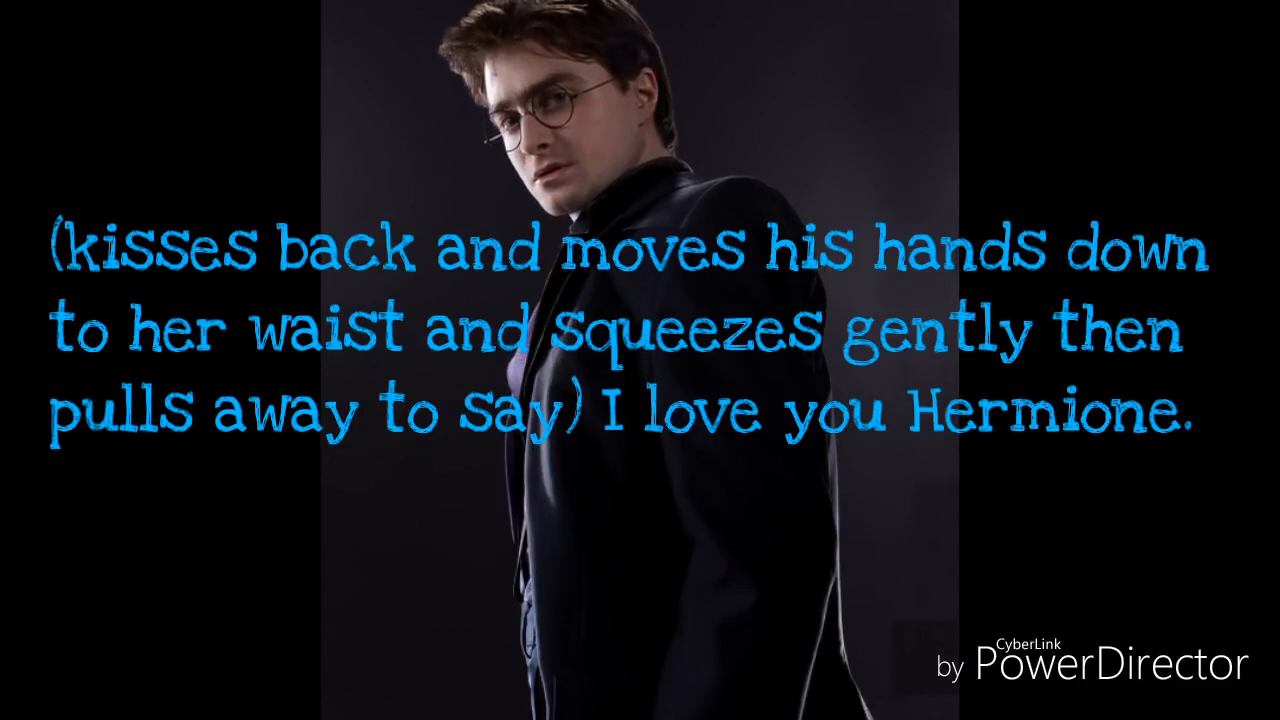 (kisses back and moves his hands down
to her waist and squeezes gently then
pulls away to say) I love you Hermione.
CyberLink
by PowerDirector